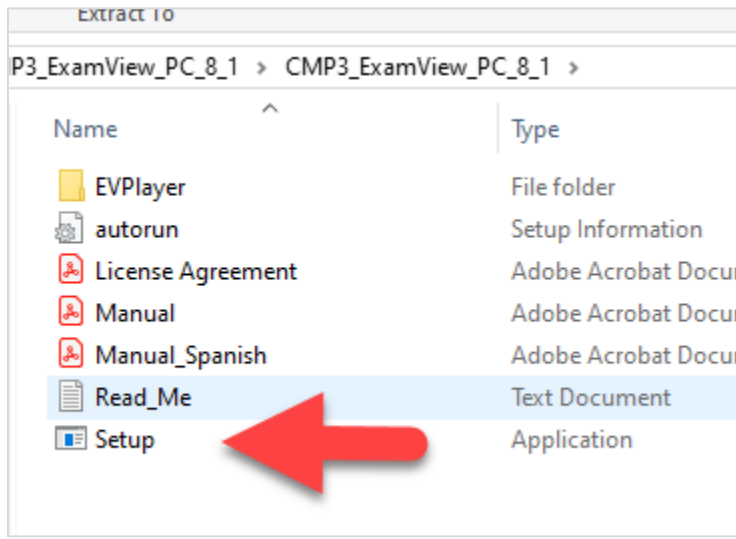 Extract To
P3_ExamView_PC_8_1 > CMP3_ExamView_PC_8_1 >
Name Type
EVPlayer File folder
autorun Setup Information
License Agreement Adobe Acrobat Docu
Manual Adobe Acrobat Docu
Manual_Spanish Adobe Acrobat Docu
Read_Me Text Document
Setup Application